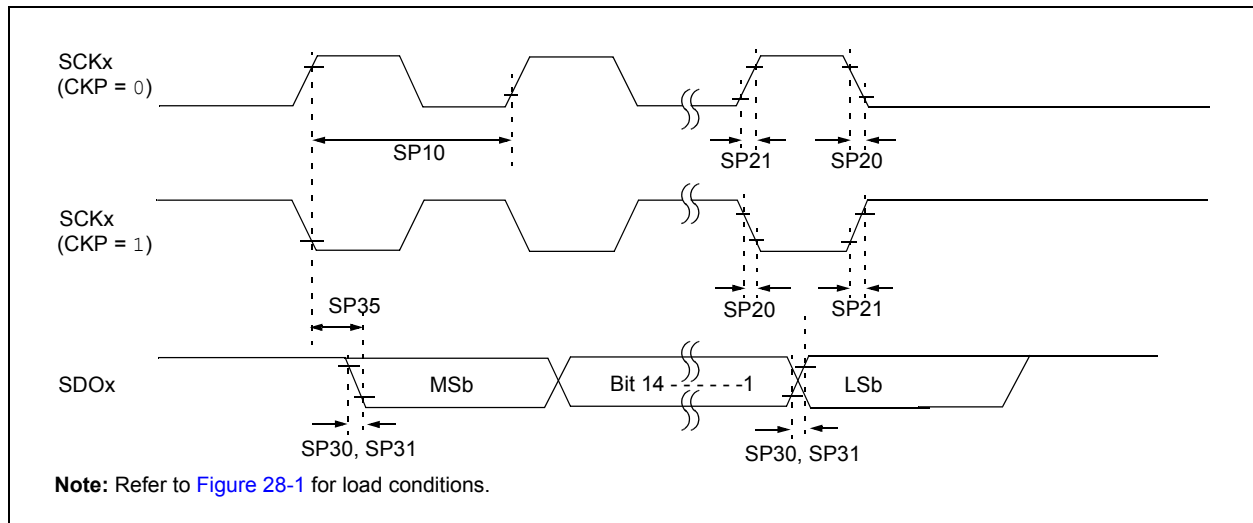 SCKx
(CKP = 0)
SP10
SP21
SP20
SCKx
(CKP = 1)
SP35
SP20
SP21
SDOx
MSb
Bit 14 - - - - - -1
LSb
SP30, SP31
SP30, SP31
Note: Refer to Figure 28-1 for load conditions.